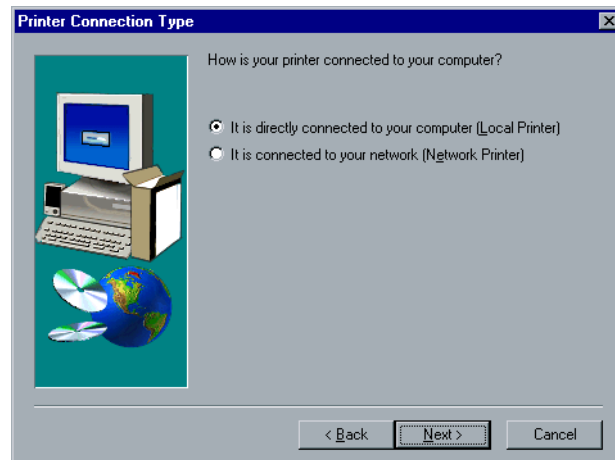 Printer Connection Type
How is your printer connected to your computer?
It is directly connected to your computer (Local Printer)
It is connected to your network (Network Printer)
< Back
Next >
Cancel